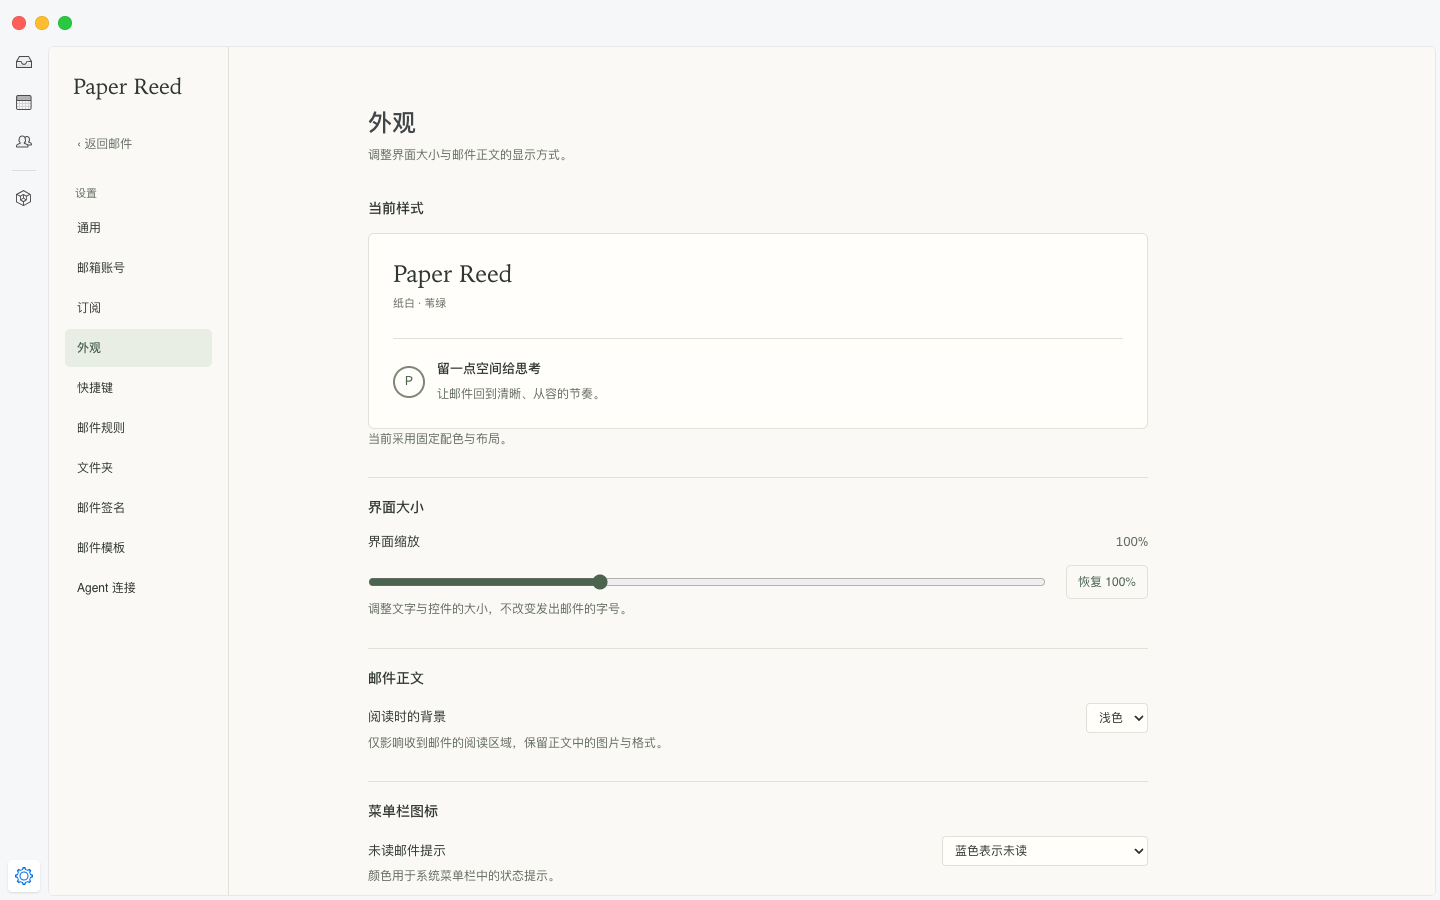 Paper Reed
‹ 返回邮件
设置
通用
邮箱账号
订阅
外观
快捷键
邮件规则
文件夹
邮件签名
邮件模板
Agent 连接
外观
调整界面大小与邮件正文的显示方式。
当前样式
Paper Reed
纸白 · 苇绿
P
留一点空间给思考
让邮件回到清晰、从容的节奏。
当前采用固定配色与布局。
界面大小
界面缩放
100%
恢复 100%
调整文字与控件的大小，不改变发出邮件的字号。
邮件正文
阅读时的背景
浅色
仅影响收到邮件的阅读区域，保留正文中的图片与格式。
菜单栏图标
未读邮件提示
蓝色表示未读
颜色用于系统菜单栏中的状态提示。